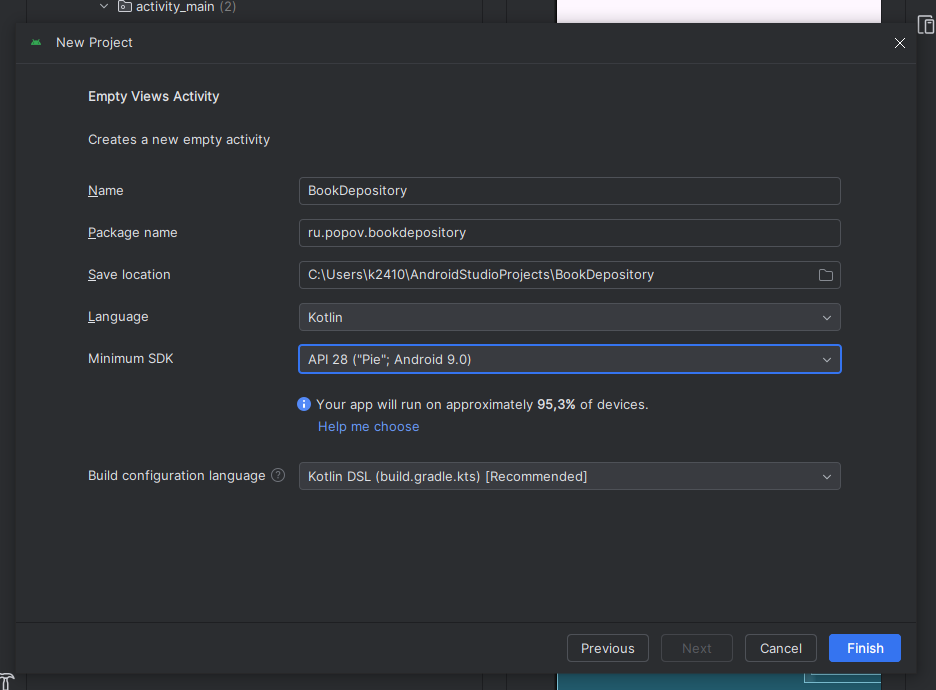 activity_main (2)
New Project
Empty Views Activity
Creates a new empty activity
Name
BookDepository
Package name
ru.popov.bookdepository
Save location
C:\Users\k2410\AndroidStudioProjects\BookDepository
Language
Kotlin
Minimum SDK
API 28 ("Pie"; Android 9.0)
Your app will run on approximately 95,3% of devices.
Help me choose
Build configuration language ?
Kotlin DSL (build.gradle.kts) [Recommended]
Previous
Next
Cancel
Finish